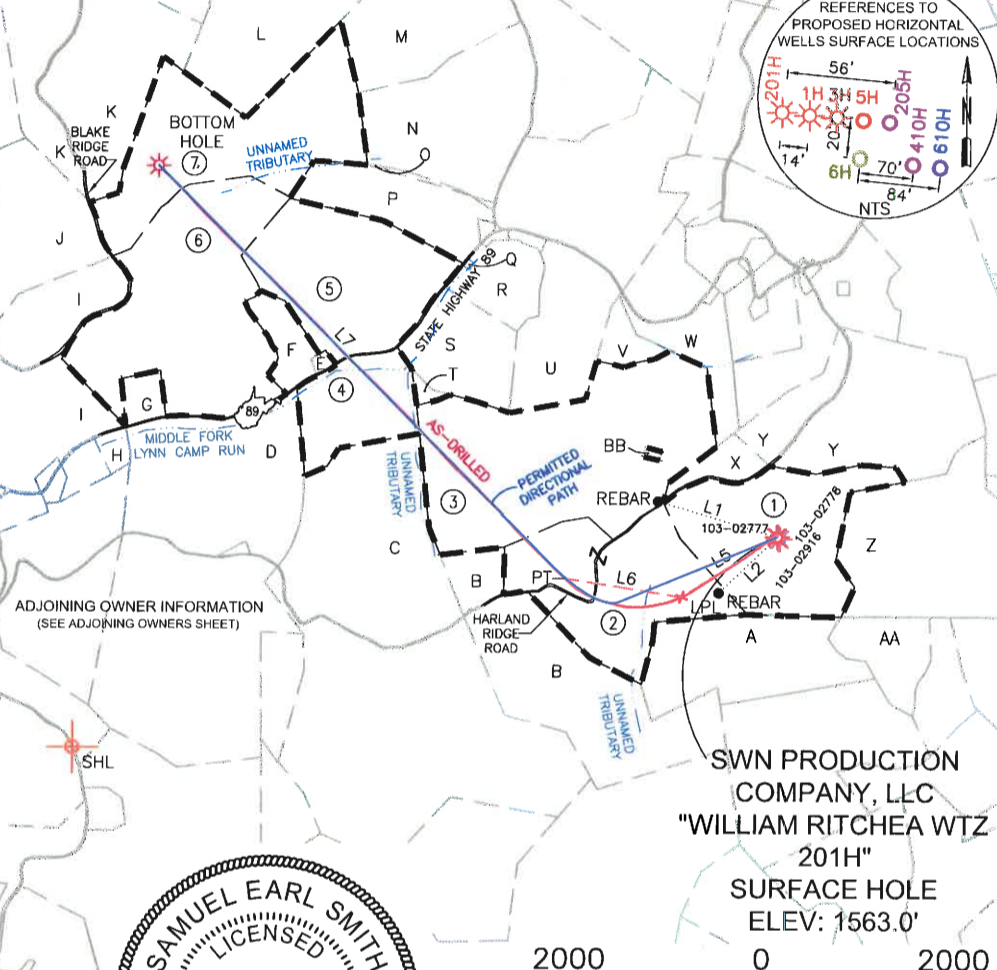 REFERENCES TO
PROPOSED HORIZONTAL
WELLS SURFACE LOCATIONS
56'
201H
1H 3H 5H
205H
20'
14'
6H
70'
410H
610H
84'
N
NTS
L
M
K
BLAKE
RIDGE
ROAD
K
BOTTOM
HOLE
7
UNNAMED
TRIBUTARY
N
O
P
J
6
5
Q
STATE HIGHWAY 89
R
I
L7
S
F
E
4
T
U
V
W
I
G
89
H
MIDDLE FORK
LYNN CAMP RUN
D
AS-DRILLED
UNNAMED
TRIBUTARY
3
PERMITTED
DIRECTIONAL
PATH
BB
X
Y
Y
REBAR
L1
1
103-02777
103-02778
103-02916
Z
C
B
PT
L6
L5
L2
LPL
REBAR
2
HARLAND
RIDGE
ROAD
B
A
AA
UNNAMED
TRIBUTARY
ADJOINING OWNER INFORMATION
(SEE ADJOINING OWNERS SHEET)
SHL
SWN PRODUCTION
COMPANY, LLC
"WILLIAM RITCHEA WTZ
201H"
SURFACE HOLE
ELEV: 1563.0'
SAMUEL EARL SMITH
LICENSED
2000 0 2000